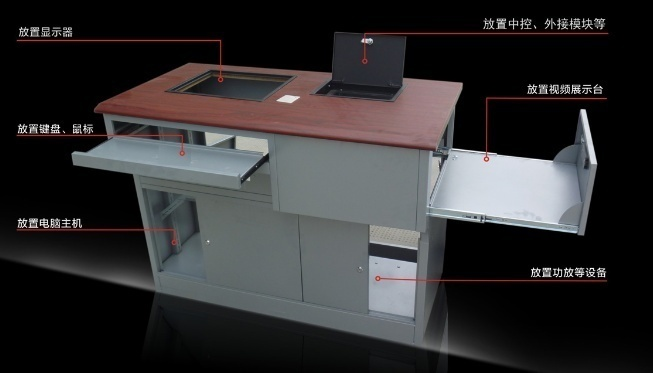 放置显示器
放置中控、外接模块等
放置视频展示台
放置键盘、鼠标
放置电脑主机
放置功放等设备